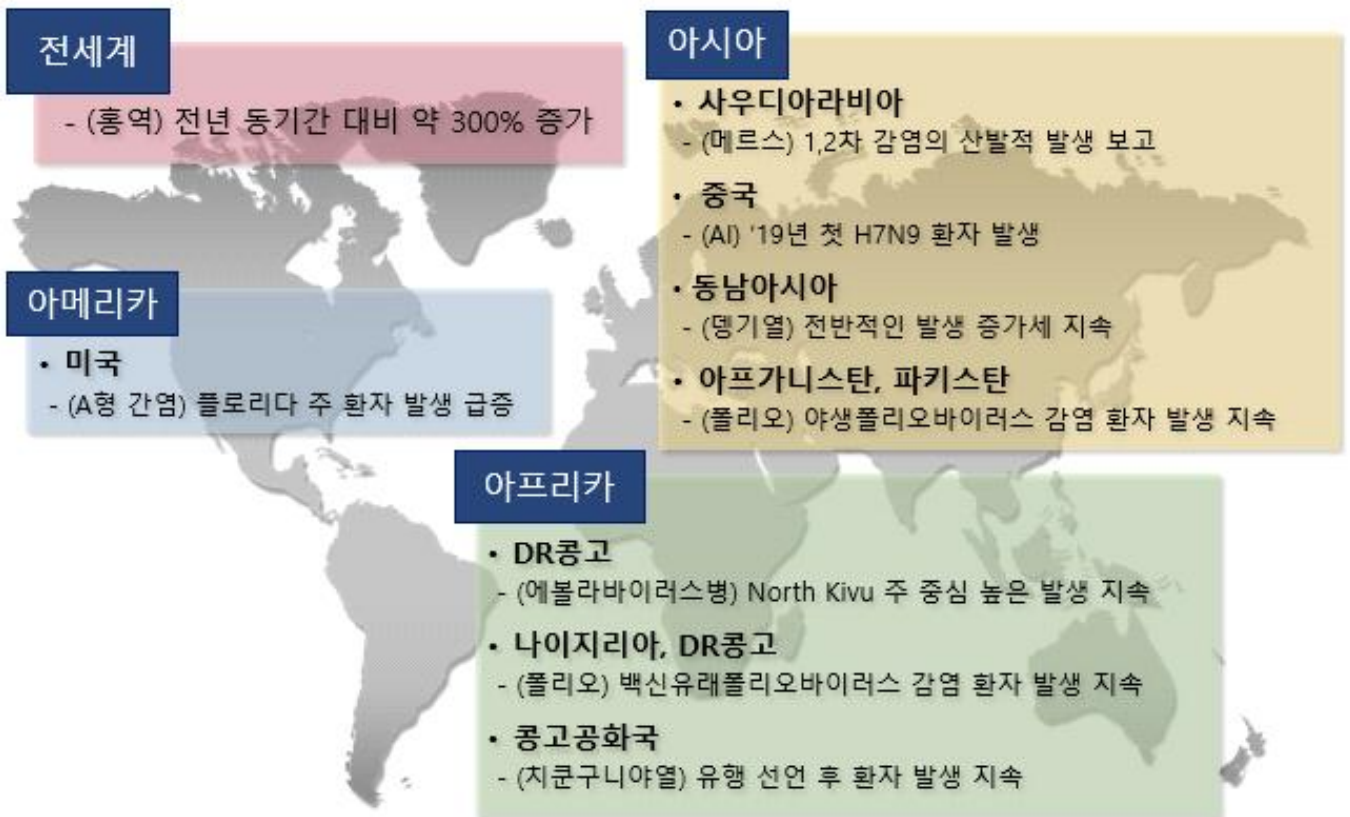 전세계
- (홍역) 전년 동기간 대비 약 300% 증가
아메리카
• 미국
- (A형 간염) 플로리다 주 환자 발생 급증
아시아
• 사우디아라비아
- (메르스) 1,2차 감염의 산발적 발생 보고
• 중국
- (AI) '19년 첫 H7N9 환자 발생
• 동남아시아
- (뎅기열) 전반적인 발생 증가세 지속
• 아프가니스탄, 파키스탄
- (폴리오) 야생폴리오바이러스 감염 환자 발생 지속
아프리카
• DR콩고
- (에볼라바이러스병) North Kivu 주 중심 높은 발생 지속
• 나이지리아, DR콩고
- (폴리오) 백신유래폴리오바이러스 감염 환자 발생 지속
• 콩고공화국
- (치쿤구니야열) 유행 선언 후 환자 발생 지속